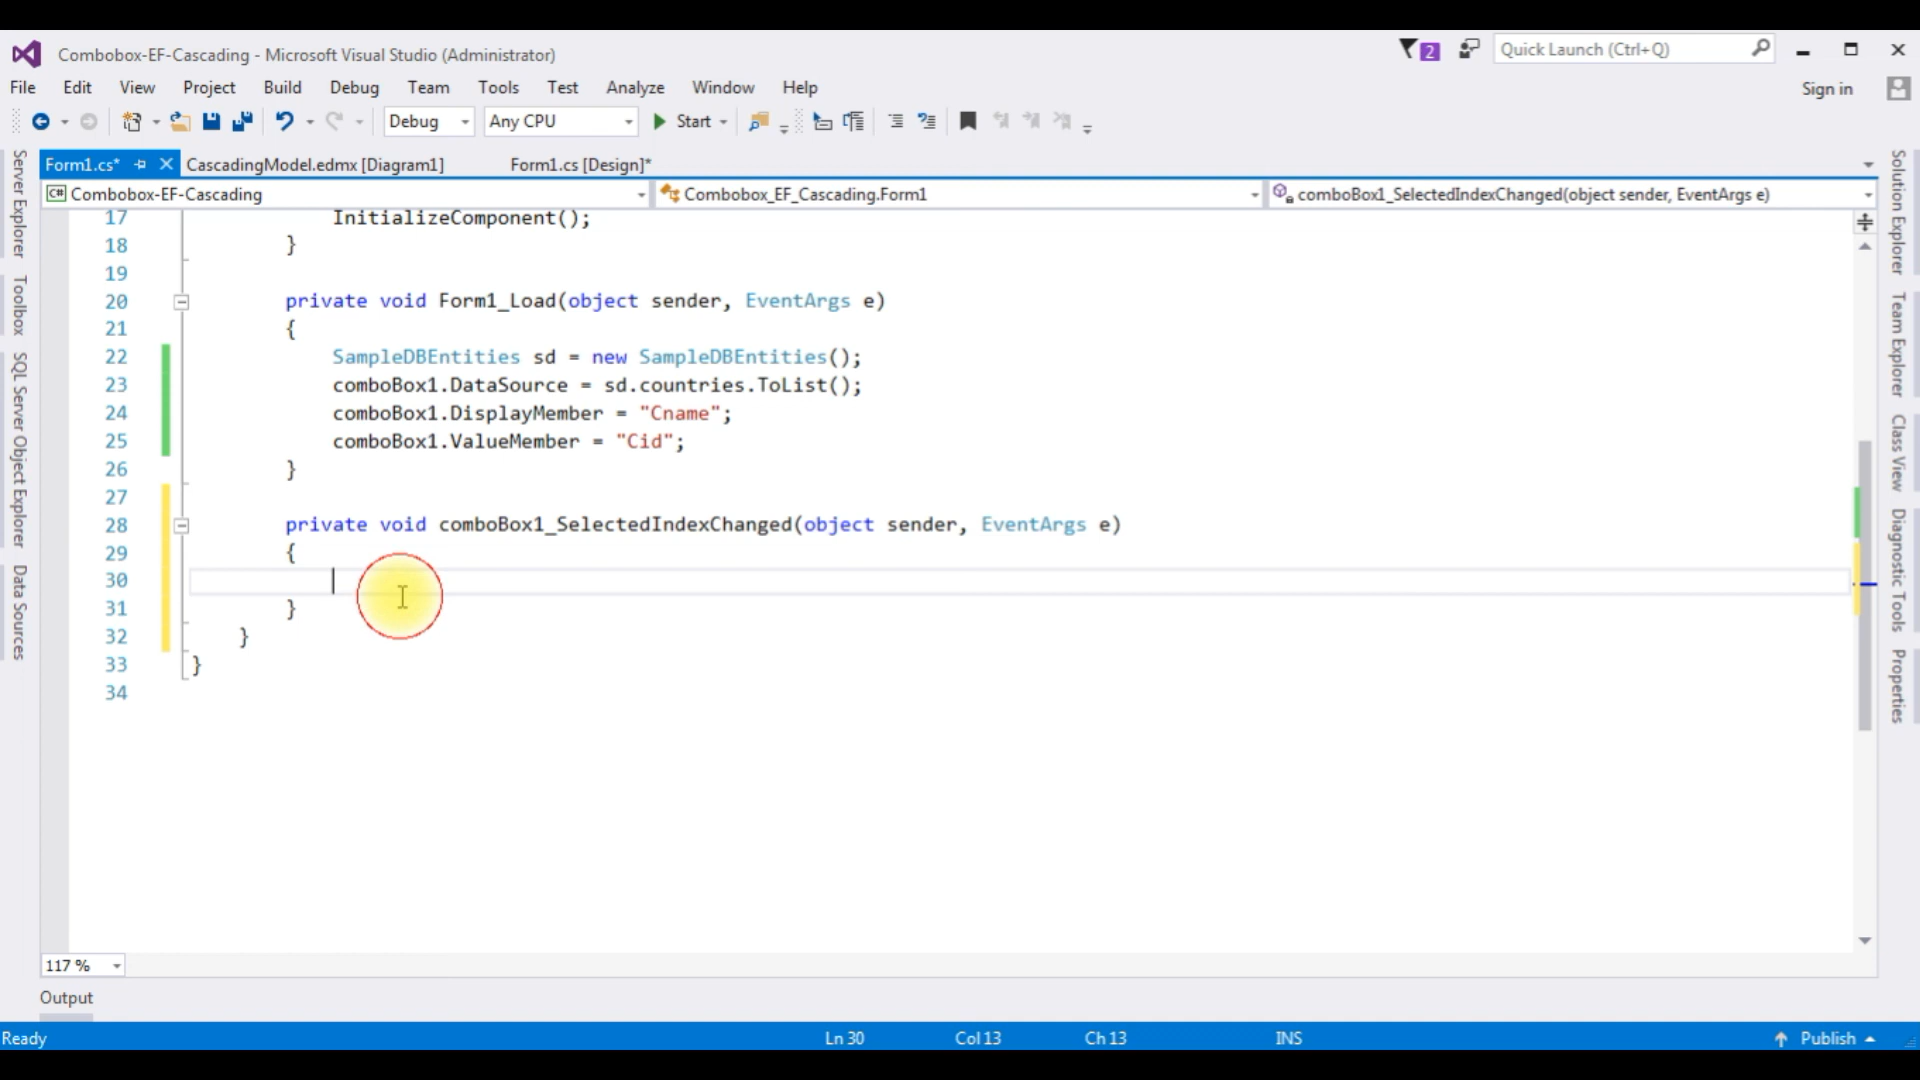 Combobox-EF-Cascading - Microsoft Visual Studio (Administrator)
2
Quick Launch (Ctrl+Q)
File Edit View Project Build Debug Team Tools Test Analyze Window Help
Sign in
Debug Any CPU Start
Form1.cs* CascadingModel.edmx [Diagram1] Form1.cs [Design]*
C# Combobox-EF-Cascading Combobox_EF_Cascading.Form1 comboBox1_SelectedIndexChanged(object sender, EventArgs e)
Server Explorer
Toolbox
SQL Server Object Explorer
Data Sources
17 InitializeComponent();
18 }
19
20 private void Form1_Load(object sender, EventArgs e)
21 {
22 SampleDBEntities sd = new SampleDBEntities();
23 comboBox1.DataSource = sd.countries.ToList();
24 comboBox1.DisplayMember = "Cname";
25 comboBox1.ValueMember = "Cid";
26 }
27
28 private void comboBox1_SelectedIndexChanged(object sender, EventArgs e)
29 {
30
31 }
32 }
33 }
34
Solution Explorer
Team Explorer
Class View
Diagnostic Tools
Properties
117 %
Output
Ready Ln 30 Col 13 Ch 13 INS Publish